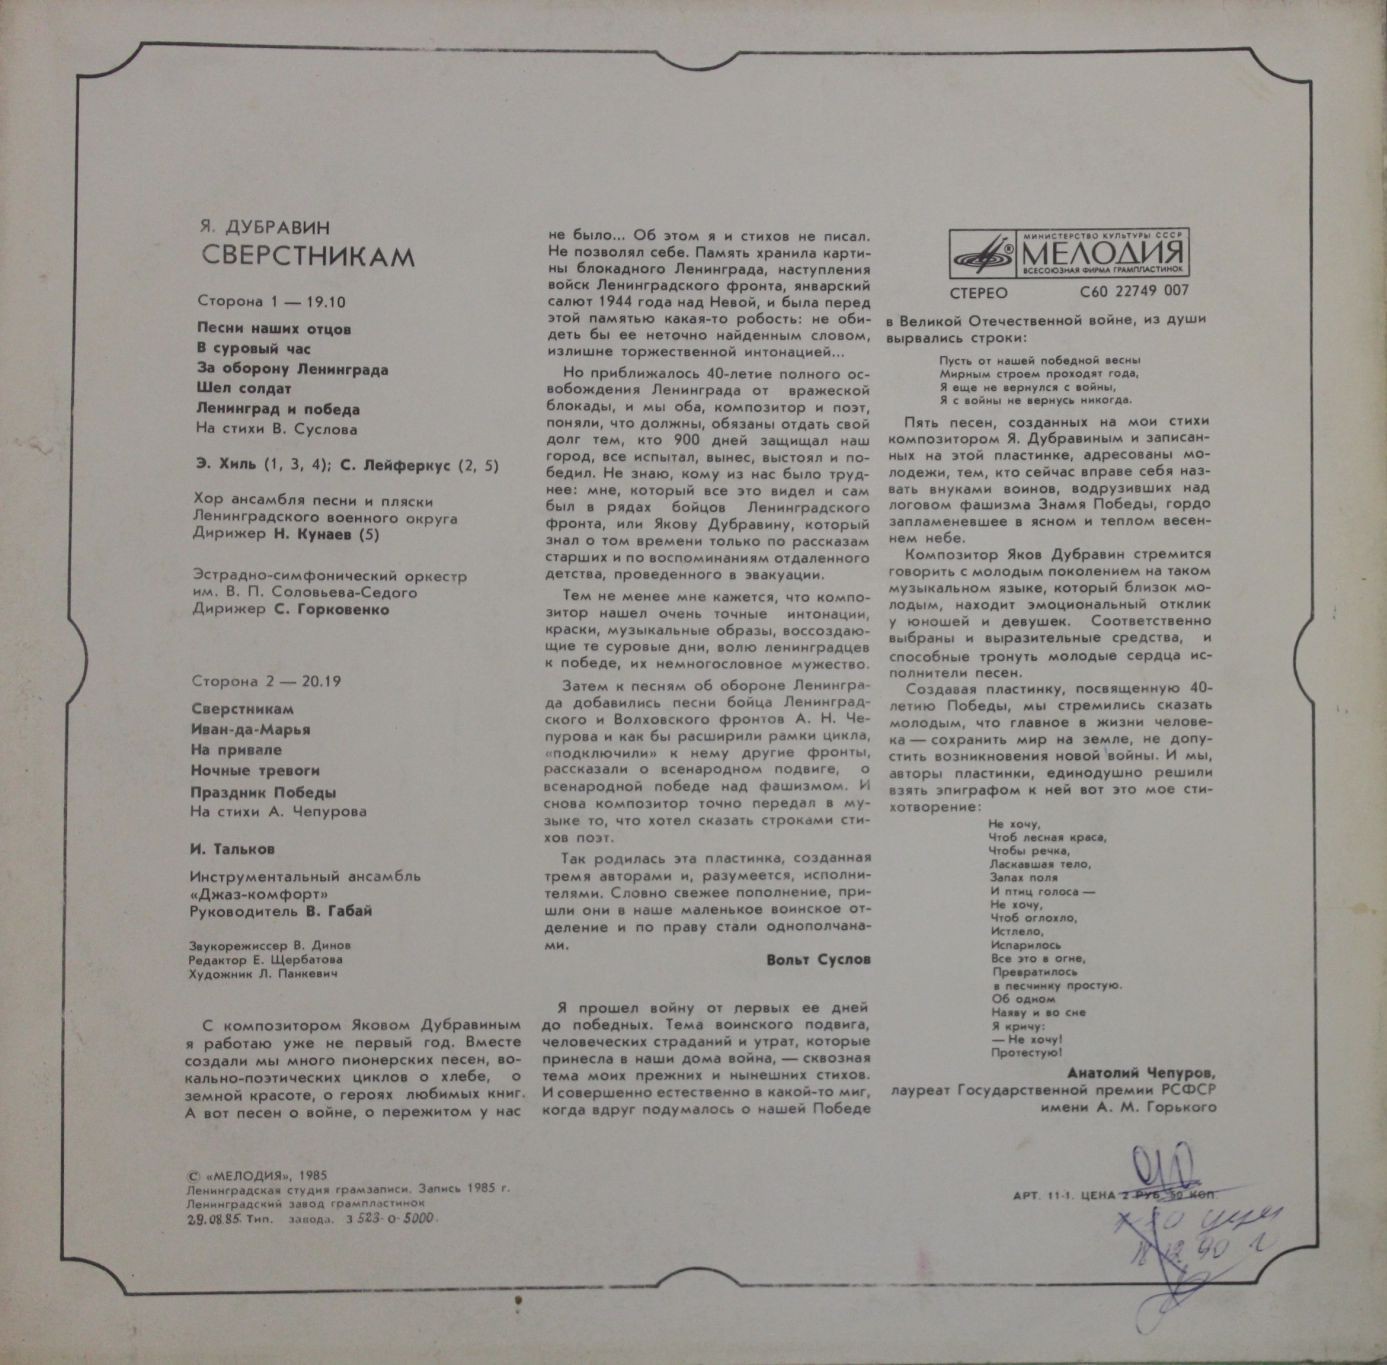 Я. ДУБРАВИН
СВЕРСТНИКАМ
Сторона 1 — 19.10
Песни наших отцов
В суровый час
За оборону Ленинграда
Шел солдат
Ленинград и победа
На стихи В. Суслова
Э. Хиль (1, 3, 4); С. Лейферкус (2, 5)
Хор ансамбля песни и пляски
Ленинградского военного округа
Дирижер Н. Кунаев (5)
Эстрадно-симфонический оркестр
им. В. П. Соловьева-Седого
Дирижер С. Горковенко
Сторона 2 — 20.19
Сверстникам
Иван-да-Марья
На привале
Ночные тревоги
Праздник Победы
На стихи А. Чепурова
И. Тальков
Инструментальный ансамбль
«Джаз-комфорт»
Руководитель В. Габай
Звукорежиссер В. Динов
Редактор Е. Щербатова
Художник Л. Панкевич
С композитором Яковом Дубравиным
я работаю уже не первый год. Вместе
создали мы много пионерских песен, во-
кально-поэтических циклов о хлебе, о
земной красоте, о героях любимых книг.
А вот песен о войне, о пережитом у нас
не было... Об этом я и стихов не писал.
Не позволял себе. Память хранила карти-
ны блокадного Ленинграда, наступления
войск Ленинградского фронта, январский
салют 1944 года над Невой, и была перед
этой памятью какая-то робость: не оби-
деть бы ее неточно найденным словом,
излишне торжественной интонацией...
Но приближалось 40-летие полного ос-
вобождения Ленинграда от вражеской
блокады, и мы оба, композитор и поэт,
поняли, что должны, обязаны отдать свой
долг тем, кто 900 дней защищал наш
город, все испытал, вынес, выстоял и по-
бедил. Не знаю, кому из нас было труд-
нее: мне, который все это видел и сам
был в рядах бойцов Ленинградского
фронта, или Якову Дубравину, который
знал о том времени только по рассказам
старших и по воспоминаниям отдаленного
детства, проведенного в эвакуации.
Тем не менее мне кажется, что компо-
зитор нашел очень точные интонации,
краски, музыкальные образы, воссоздаю-
щие те суровые дни, волю ленинградцев
к победе, их немногословное мужество.
Затем к песням об обороне Ленингра-
да добавились песни бойца Ленинград-
ского и Волховского фронтов А. Н. Че-
пурова и как бы расширили рамки цикла,
«подключили» к нему другие фронты,
рассказали о всенародном подвиге, о
всенародной победе над фашизмом. И
снова композитор точно передал в му-
зыке то, что хотел сказать строками сти-
хов поэт.
Так родилась эта пластинка, созданная
тремя авторами и, разумеется, исполни-
телями. Словно свежее пополнение, при-
шли они в наше маленькое воинское от-
деление и по праву стали однополчана-
ми.
Вольт Суслов
Я прошел войну от первых ее дней
до победных. Тема воинского подвига,
человеческих страданий и утрат, которые
принесла в наши дома война, — сквозная
тема моих прежних и нынешних стихов.
И совершенно естественно в какой-то миг,
когда вдруг подумалось о нашей Победе
МИНИСТЕРСТВО КУЛЬТУРЫ СССР
МЕЛОДИЯ
ВСЕСОЮЗНАЯ ФИРМА ГРАМПЛАСТИНОК
СТЕРЕО С60 22749 007
в Великой Отечественной войне, из души
вырвались строки:
Пусть от нашей победной весны
Мирным строем проходят года,
Я еще не вернулся с войны,
Я с войны не вернусь никогда.
Пять песен, созданных на мои стихи
композитором Я. Дубравиным и записан-
ных на этой пластинке, адресованы мо-
лодежи, тем, кто сейчас вправе себя наз-
вать внуками воинов, водрузивших над
логовом фашизма Знамя Победы, гордо
запламеневшее в ясном и теплом весен-
нем небе.
Композитор Яков Дубравин стремится
говорить с молодым поколением на таком
музыкальном языке, который близок мо-
лодым, находит эмоциональный отклик
у юношей и девушек. Соответственно
выбраны и выразительные средства, и
способные тронуть молодые сердца ис-
полнители песен.
Создавая пластинку, посвященную 40-
летию Победы, мы стремились сказать
молодым, что главное в жизни челове-
ка — сохранить мир на земле, не допу-
стить возникновения новой войны. И мы,
авторы пластинки, единодушно решили
взять эпиграфом к ней вот это мое сти-
хотворение:
Не хочу,
Чтоб лесная краса,
Чтобы речка,
Ласкавшая тело,
Запах поля
И птиц голоса —
Не хочу,
Чтоб оглохло,
Истлело,
Испарилось
Все это в огне,
Превратилось
в песчинку простую.
Об одном
Наяву и во сне
Я кричу:
— Не хочу!
Протестую!
Анатолий Чепуров,
лауреат Государственной премии РСФСР
имени А. М. Горького
© «МЕЛОДИЯ», 1985
Ленинградская студия грамзаписи. Запись 1985 г.
Ленинградский завод грампластинок
29.08.85. Тип. завода. З 523-0-5000.
АРТ. 11-1. ЦЕНА 2 РУБ. 50 КОП.